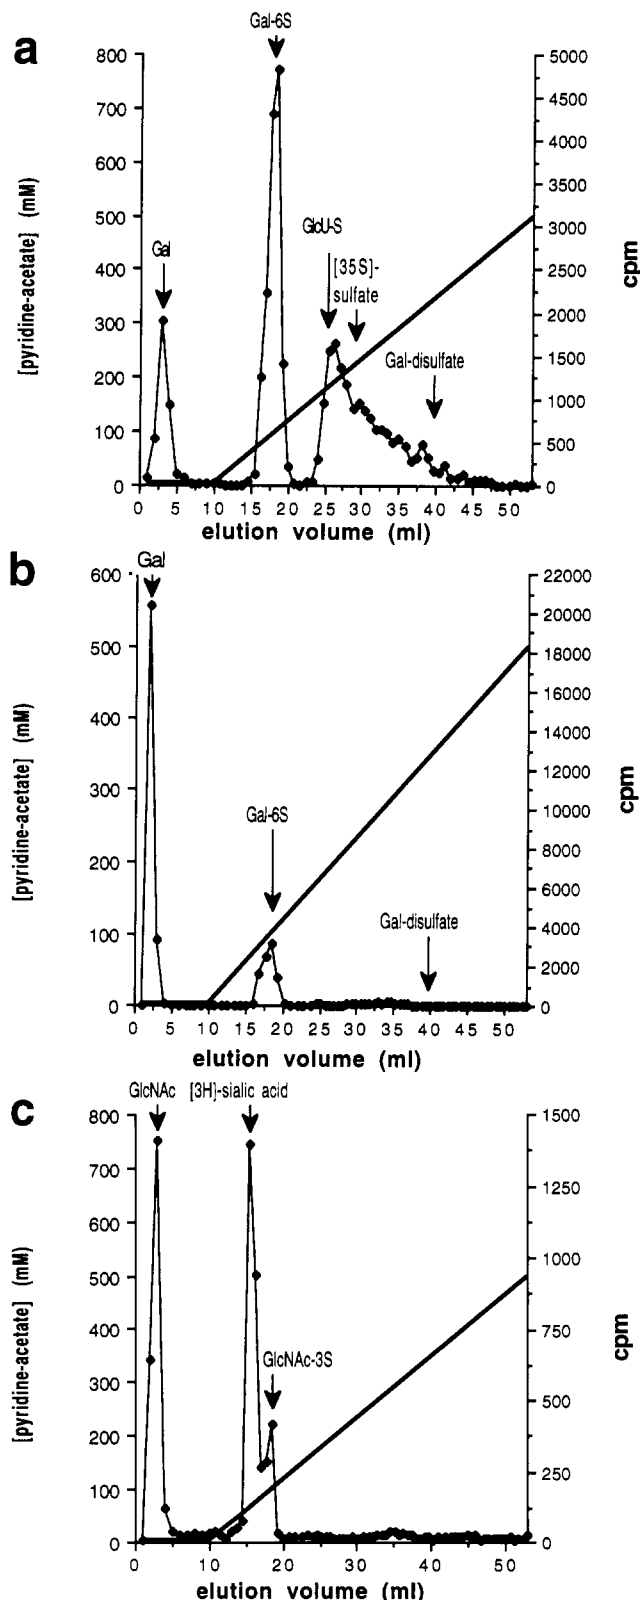 Gal-6S
a
800
700
600
500
400
300
200
100
0
[pyridine-acetate] (mM)
Gal
GlcU-S
[35S]-
sulfate
Gal-disulfate
5000
4500
4000
3500
3000
2500
2000
1500
1000
500
0
cpm
0 5 10 15 20 25 30 35 40 45 50
elution volume (ml)
b
Gal
600
500
400
300
200
100
0
[pyridine-acetate] (mM)
Gal-6S
Gal-disulfate
22000
20000
18000
16000
14000
12000
10000
8000
6000
4000
2000
0
cpm
0 5 10 15 20 25 30 35 40 45 50
elution volume (ml)
c
GlcNAc [3H]-sialic acid
800
700
600
500
400
300
200
100
0
[pyridine-acetate] (mM)
GlcNAc-3S
1500
1250
1000
750
500
250
0
cpm
0 10 20 30 40 50
elution volume (ml)